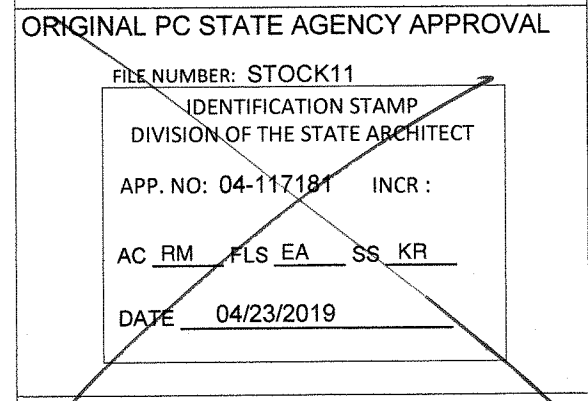 ORIGINAL PC STATE AGENCY APPROVAL
FILE NUMBER: STOCK11
IDENTIFICATION STAMP
DIVISION OF THE STATE ARCHITECT
APP. NO: 04-117181 INCR :
AC RM FLS EA SS KR
DATE 04/23/2019